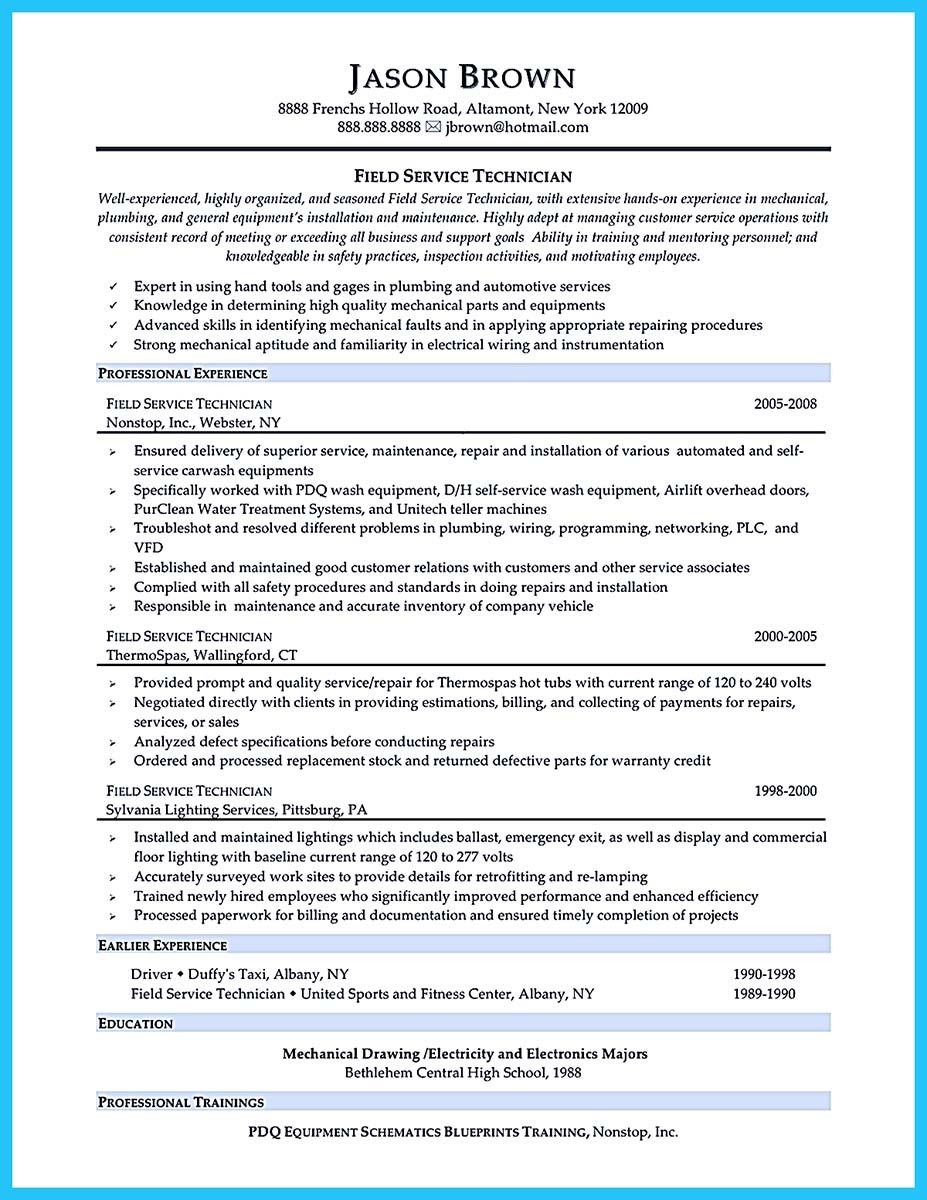 JASON BROWN
8888 Frenchs Hollow Road, Altamont, New York 12009
888.888.8888 ✉ jbrown@hotmail.com
FIELD SERVICE TECHNICIAN
Well-experienced, highly organized, and seasoned Field Service Technician, with extensive hands-on experience in mechanical,
plumbing, and general equipment's installation and maintenance. Highly adept at managing customer service operations with
consistent record of meeting or exceeding all business and support goals Ability in training and mentoring personnel; and
knowledgeable in safety practices, inspection activities, and motivating employees.
✓ Expert in using hand tools and gages in plumbing and automotive services
✓ Knowledge in determining high quality mechanical parts and equipments
✓ Advanced skills in identifying mechanical faults and in applying appropriate repairing procedures
✓ Strong mechanical aptitude and familiarity in electrical wiring and instrumentation
PROFESSIONAL EXPERIENCE
FIELD SERVICE TECHNICIAN 2005-2008
Nonstop, Inc., Webster, NY
➢ Ensured delivery of superior service, maintenance, repair and installation of various automated and self-
service carwash equipments
➢ Specifically worked with PDQ wash equipment, D/H self-service wash equipment, Airlift overhead doors,
PurClean Water Treatment Systems, and Unitech teller machines
➢ Troubleshot and resolved different problems in plumbing, wiring, programming, networking, PLC, and
VFD
➢ Established and maintained good customer relations with customers and other service associates
➢ Complied with all safety procedures and standards in doing repairs and installation
➢ Responsible in maintenance and accurate inventory of company vehicle
FIELD SERVICE TECHNICIAN 2000-2005
ThermoSpas, Wallingford, CT
➢ Provided prompt and quality service/repair for Thermospas hot tubs with current range of 120 to 240 volts
➢ Negotiated directly with clients in providing estimations, billing, and collecting of payments for repairs,
services, or sales
➢ Analyzed defect specifications before conducting repairs
➢ Ordered and processed replacement stock and returned defective parts for warranty credit
FIELD SERVICE TECHNICIAN 1998-2000
Sylvania Lighting Services, Pittsburg, PA
➢ Installed and maintained lightings which includes ballast, emergency exit, as well as display and commercial
floor lighting with baseline current range of 120 to 277 volts
➢ Accurately surveyed work sites to provide details for retrofitting and re-lamping
➢ Trained newly hired employees who significantly improved performance and enhanced efficiency
➢ Processed paperwork for billing and documentation and ensured timely completion of projects
EARLIER EXPERIENCE
Driver ♦ Duffy's Taxi, Albany, NY 1990-1998
Field Service Technician ♦ United Sports and Fitness Center, Albany, NY 1989-1990
EDUCATION
Mechanical Drawing /Electricity and Electronics Majors
Bethlehem Central High School, 1988
PROFESSIONAL TRAININGS
PDQ EQUIPMENT SCHEMATICS BLUEPRINTS TRAINING, Nonstop, Inc.